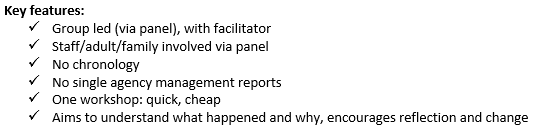 Key features:
✓ Group led (via panel), with facilitator
✓ Staff/adult/family involved via panel
✓ No chronology
✓ No single agency management reports
✓ One workshop: quick, cheap
✓ Aims to understand what happened and why, encourages reflection and change